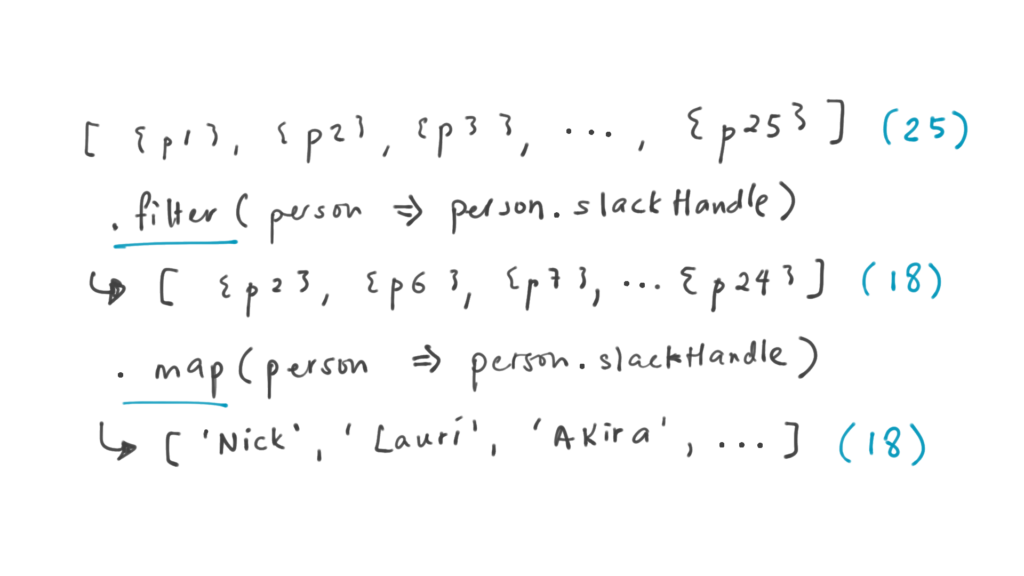 [ {p1}, {p2}, {p3}, ..., {p25} ] (25)
.filter( person => person.slackHandle)
↳ [ {p2}, {p6}, {p7}, ... {p24} ] (18)
.map(person => person.slackHandle)
↳ ['Nick', 'Lauri', 'Akira', ...] (18)